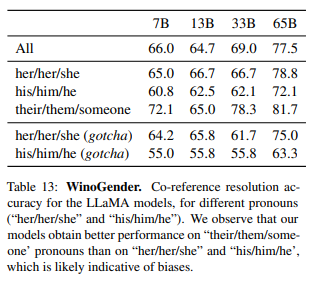 7B 13B 33B 65B
All 66.0 64.7 69.0 77.5
her/her/she 65.0 66.7 66.7 78.8
his/him/he 60.8 62.5 62.1 72.1
their/them/someone 72.1 65.0 78.3 81.7
her/her/she (gotcha) 64.2 65.8 61.7 75.0
his/him/he (gotcha) 55.0 55.8 55.8 63.3
Table 13: WinoGender. Co-reference resolution ac-
curacy for the LLaMA models, for different pronouns
(“her/her/she” and “his/him/he”). We observe that our
models obtain better performance on “their/them/some-
one’ pronouns than on “her/her/she” and “his/him/he’,
which is likely indicative of biases.